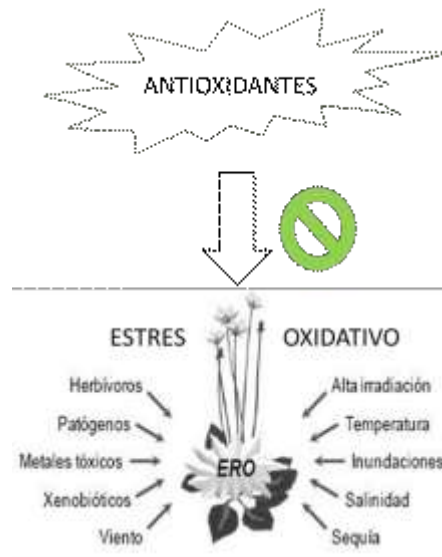 ANTIOXIDANTES
ESTRES OXIDATIVO
Herbívoros
Alta irradiación
Patógenos
Temperatura
Metales tóxicos
Inundaciones
ERO
Xenobióticos
Salinidad
Viento
Sequía